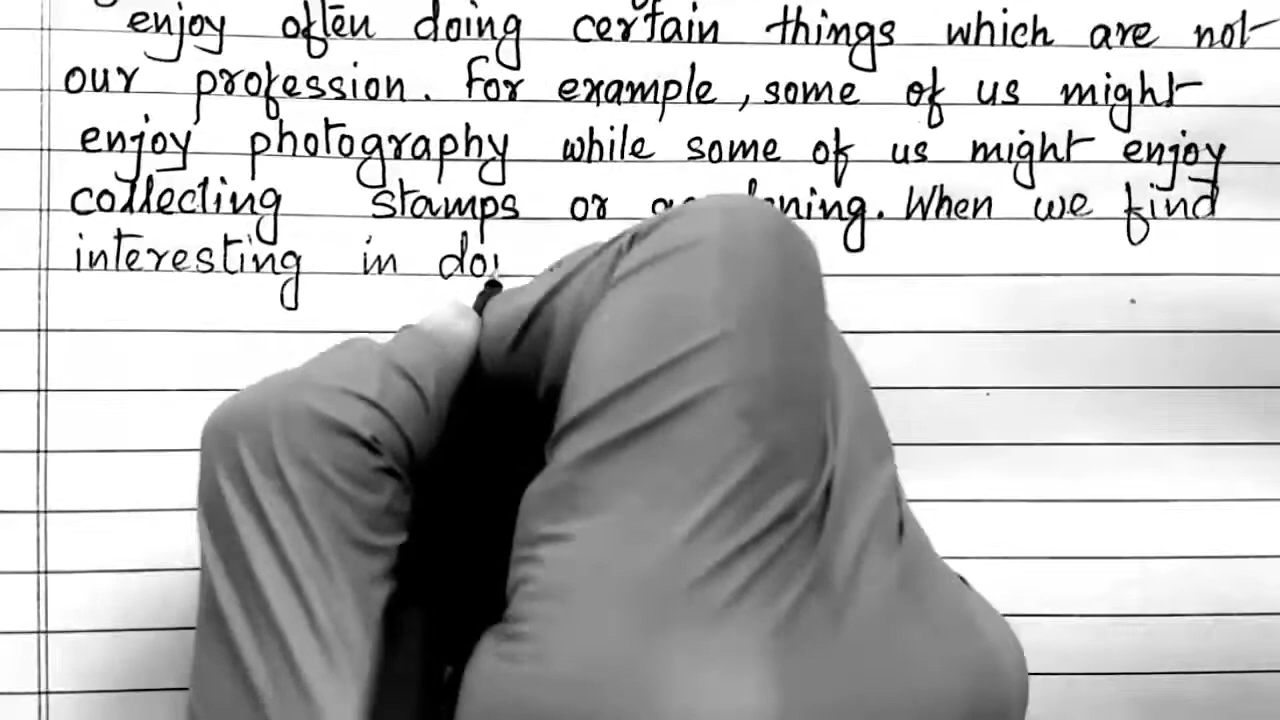 enjoy often doing certain things which are not
our profession. For example, some of us might
enjoy photography while some of us might enjoy
collecting stamps or When we find
interesting in